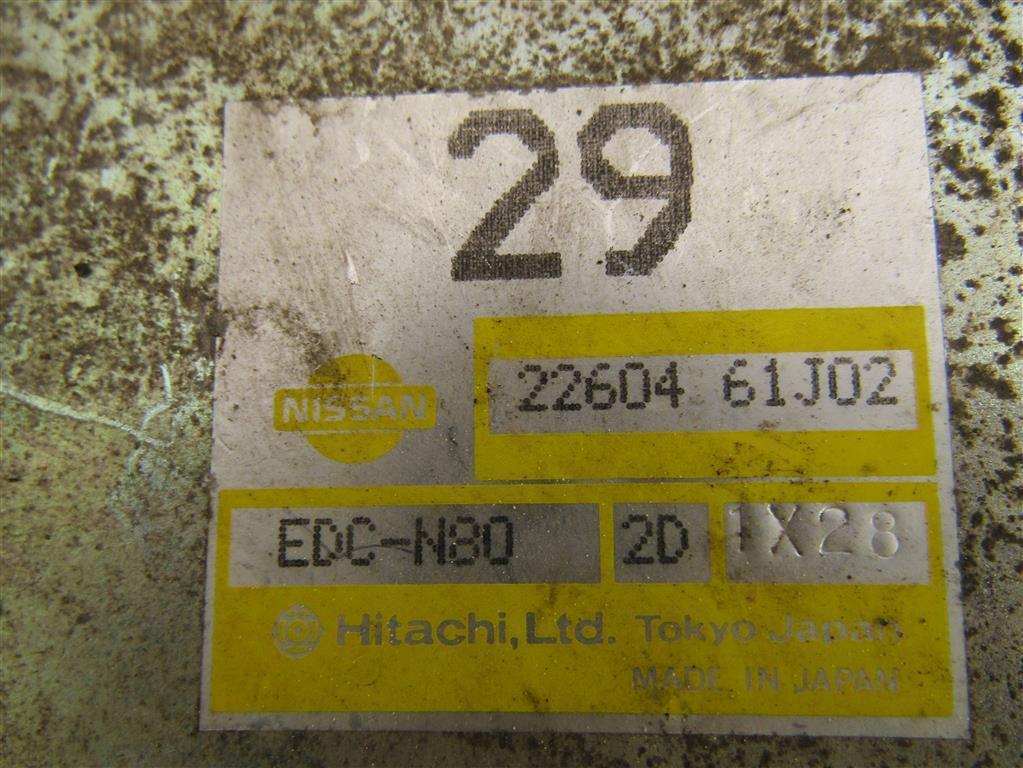 29
NISSAN
22604 61J02
EDC-N80 2D 1X28
Hitachi, Ltd. Tokyo Japan
MADE IN JAPAN